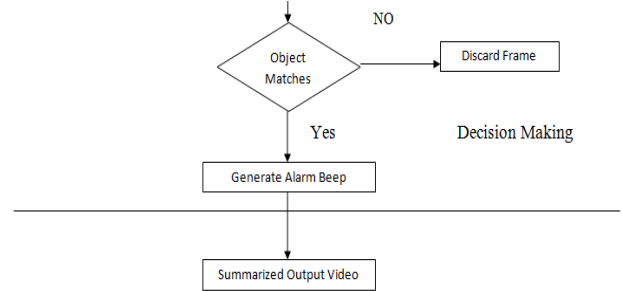 NO
Object
Matches
Discard Frame
Yes
Decision Making
Generate Alarm Beep
Summarized Output Video